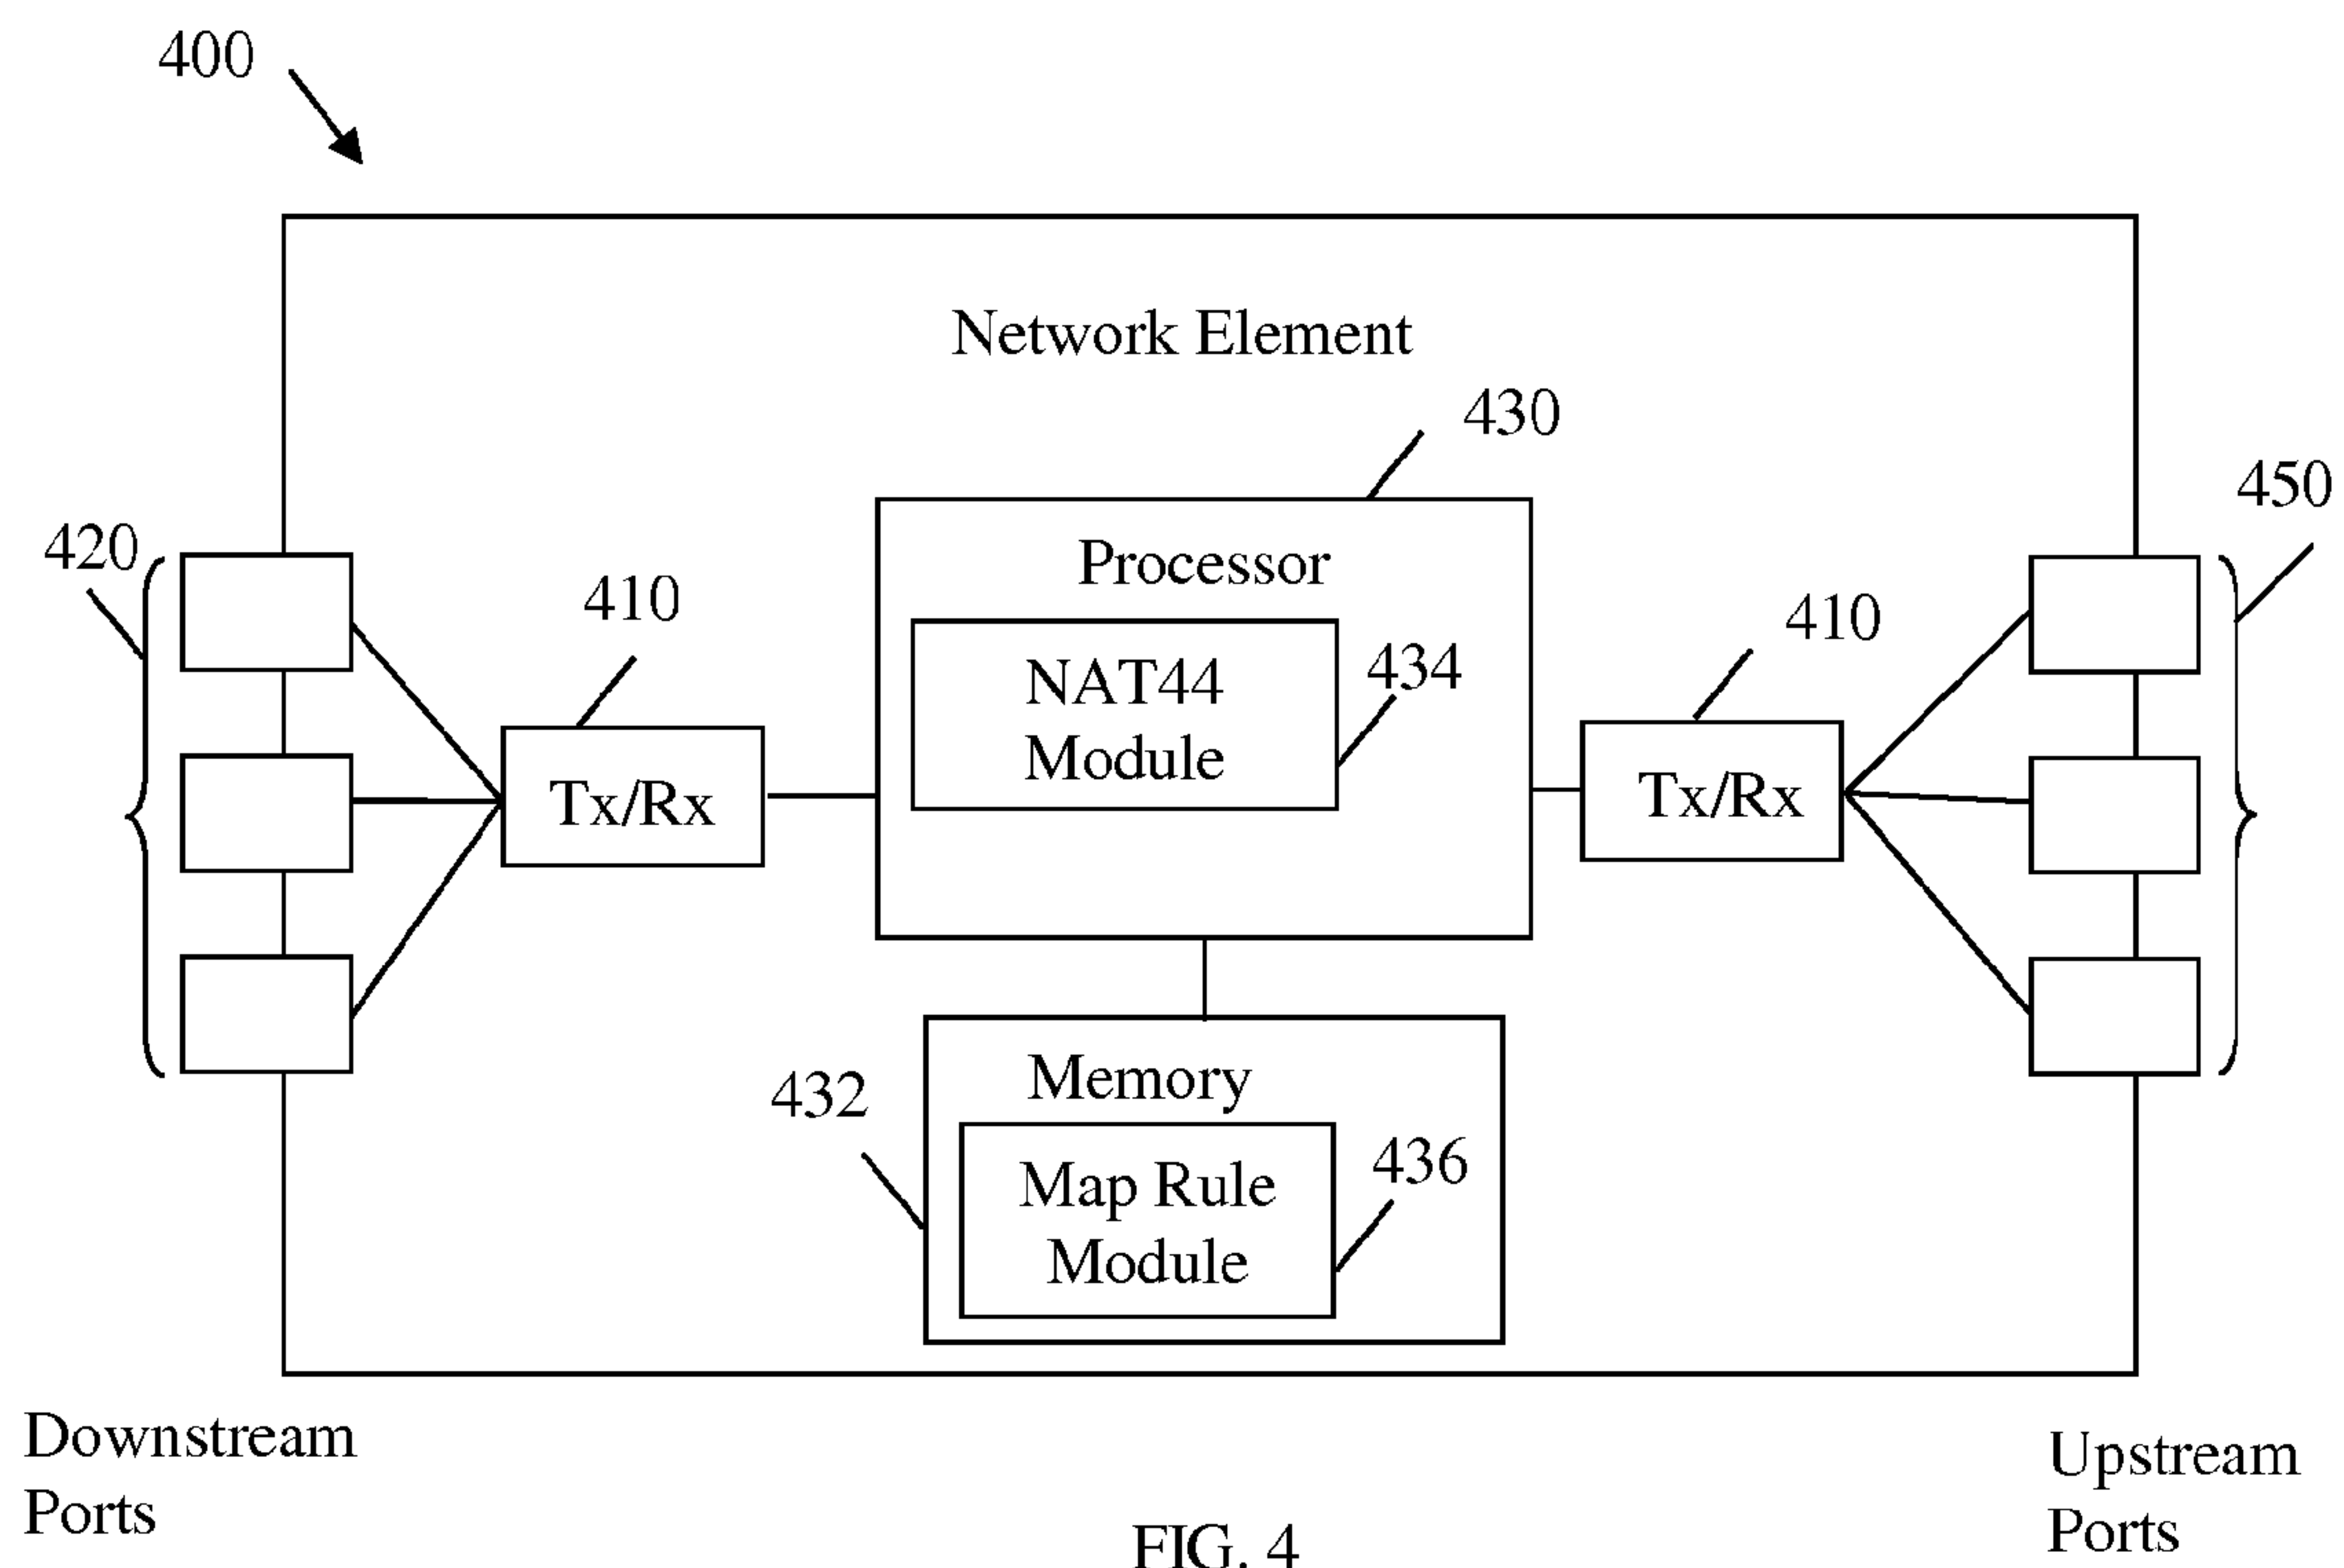 400
Network Element
430
450
420
Processor
410
410
NAT44
Module
434
Tx/Rx
Tx/Rx
Memory
432
Map Rule
Module
436
Downstream
Ports
Upstream
Ports
FIG. 4